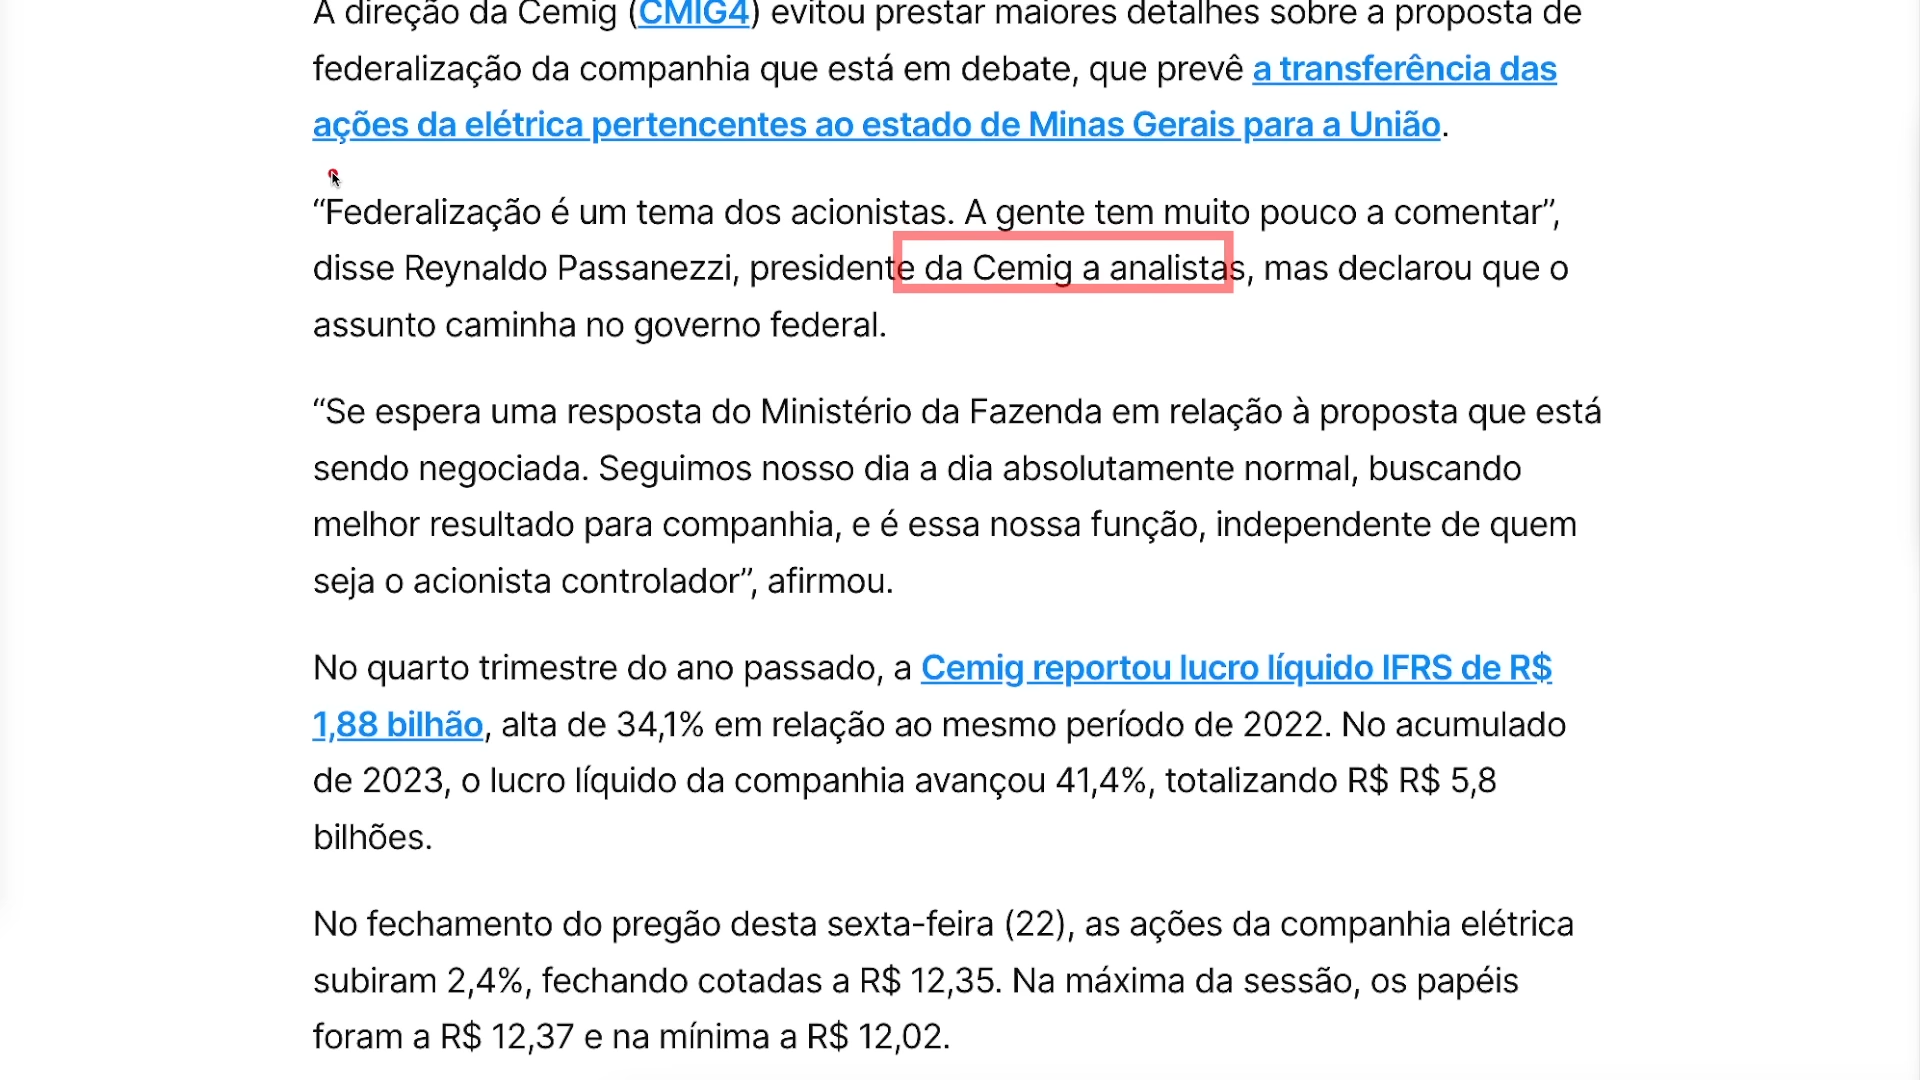 A direção da Cemig (CMIG4) evitou prestar maiores detalhes sobre a proposta de
federalização da companhia que está em debate, que prevê a transferência das
ações da elétrica pertencentes ao estado de Minas Gerais para a União.
“Federalização é um tema dos acionistas. A gente tem muito pouco a comentar”,
disse Reynaldo Passanezzi, presidente da Cemig a analistas, mas declarou que o
assunto caminha no governo federal.
“Se espera uma resposta do Ministério da Fazenda em relação à proposta que está
sendo negociada. Seguimos nosso dia a dia absolutamente normal, buscando
melhor resultado para companhia, e é essa nossa função, independente de quem
seja o acionista controlador”, afirmou.
No quarto trimestre do ano passado, a Cemig reportou lucro líquido IFRS de R$
1,88 bilhão, alta de 34,1% em relação ao mesmo período de 2022. No acumulado
de 2023, o lucro líquido da companhia avançou 41,4%, totalizando R$ R$ 5,8
bilhões.
No fechamento do pregão desta sexta-feira (22), as ações da companhia elétrica
subiram 2,4%, fechando cotadas a R$ 12,35. Na máxima da sessão, os papéis
foram a R$ 12,37 e na mínima a R$ 12,02.